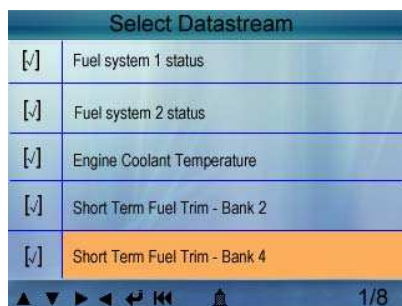 Select Datastream
[√] Fuel system 1 status
[√] Fuel system 2 status
[√] Engine Coolant Temperature
[√] Short Term Fuel Trim - Bank 2
[√] Short Term Fuel Trim - Bank 4
1/8